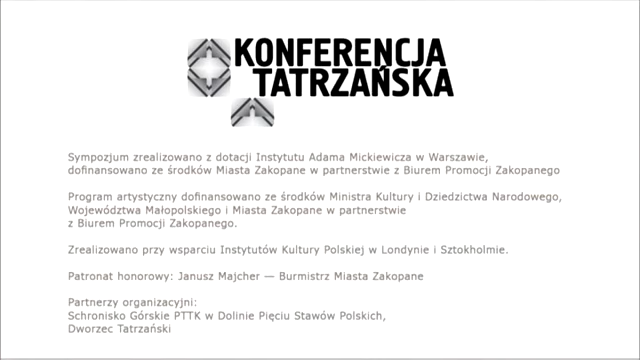 KONFERENCJA
TATRZAŃSKA
Sympozjum zrealizowano z dotacji Instytutu Adama Mickiewicza w Warszawie,
dofinansowano ze środków Miasta Zakopane w partnerstwie z Biurem Promocji Zakopanego
Program artystyczny dofinansowano ze środków Ministra Kultury i Dziedzictwa Narodowego,
Województwa Małopolskiego i Miasta Zakopane w partnerstwie
z Biurem Promocji Zakopanego.
Zrealizowano przy wsparciu Instytutów Kultury Polskiej w Londynie i Sztokholmie.
Patronat honorowy: Janusz Majcher — Burmistrz Miasta Zakopane
Partnerzy organizacyjni:
Schronisko Górskie PTTK w Dolinie Pięciu Stawów Polskich,
Dworzec Tatrzański